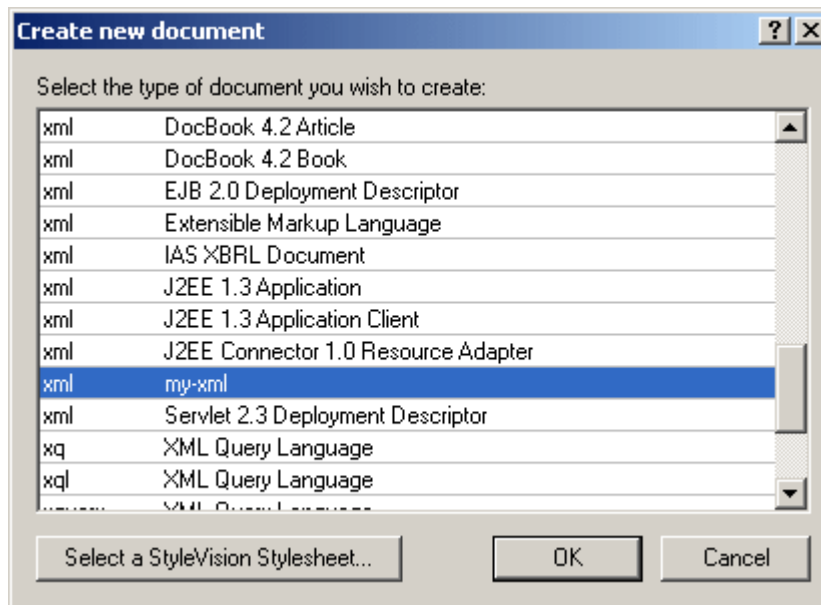 Create new document
Select the type of document you wish to create:
xml DocBook 4.2 Article
xml DocBook 4.2 Book
xml EJB 2.0 Deployment Descriptor
xml Extensible Markup Language
xml IAS XBRL Document
xml J2EE 1.3 Application
xml J2EE 1.3 Application Client
xml J2EE Connector 1.0 Resource Adapter
xml my-xml
xml Servlet 2.3 Deployment Descriptor
xq XML Query Language
xql XML Query Language
xquery XML Query Language
Select a StyleVision Stylesheet... OK Cancel